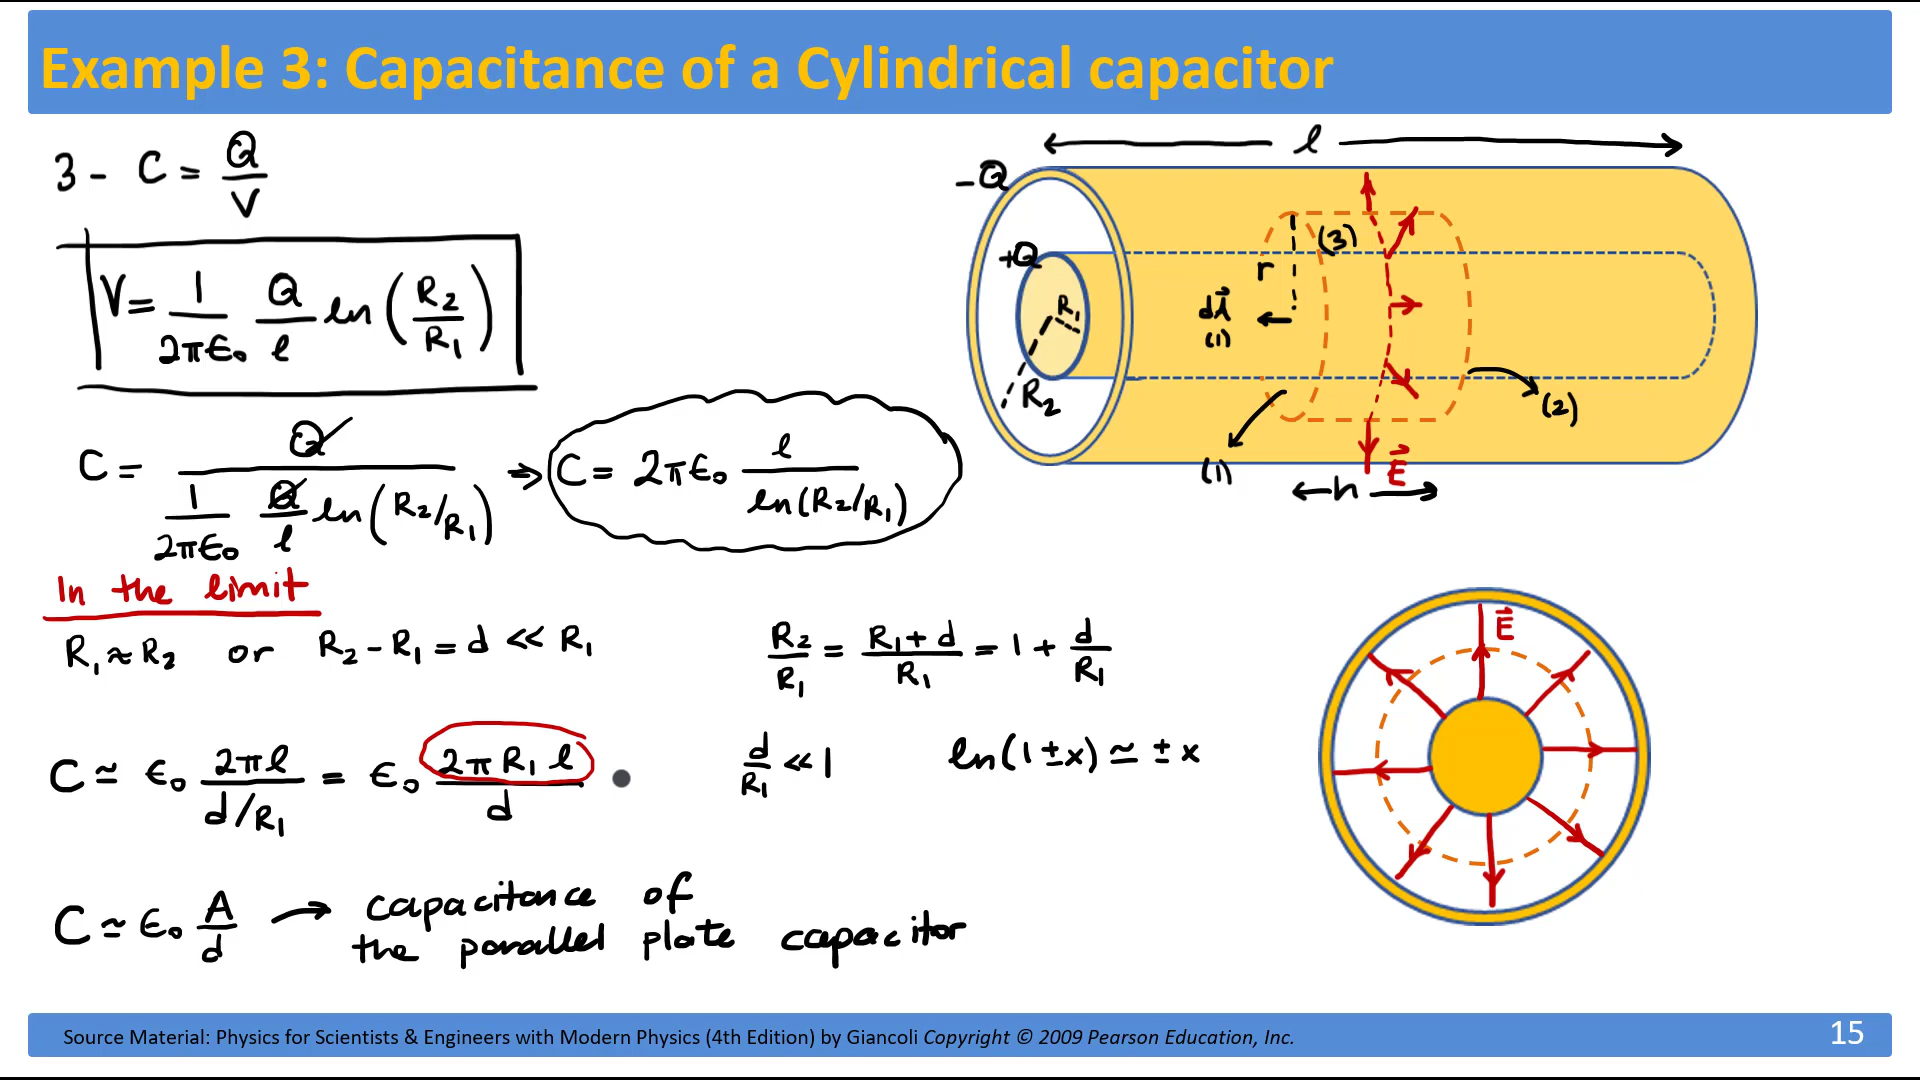 Example 3: Capacitance of a Cylindrical capacitor
3 - C = Q/V
V = 1/2πϵ₀ Q/l ln(R₂/R₁)
C = Q / (1/2πϵ₀ Q/l ln(R₂/R₁)) → C = 2πϵ₀ l/ln(R₂/R₁)
In the limit
R₁ ≈ R₂ or R₂ - R₁ = d << R₁
R₂/R₁ = R₁ + d/R₁ = 1 + d/R₁
C ≃ ϵ₀ 2πl/d/R₁ = ϵ₀ 2πR₁l/d
d/R₁ << 1 ln(1 ± x) ≃ ± x
C ≃ ϵ₀ A/d → capacitance of
the parallel plate capacitor
l
-Q
+Q
R₁
R₂
r
(3)
dl⃗
(1)
(1)
(2)
E⃗
h
E⃗
Source Material: Physics for Scientists & Engineers with Modern Physics (4th Edition) by Giancoli Copyright © 2009 Pearson Education, Inc.
15